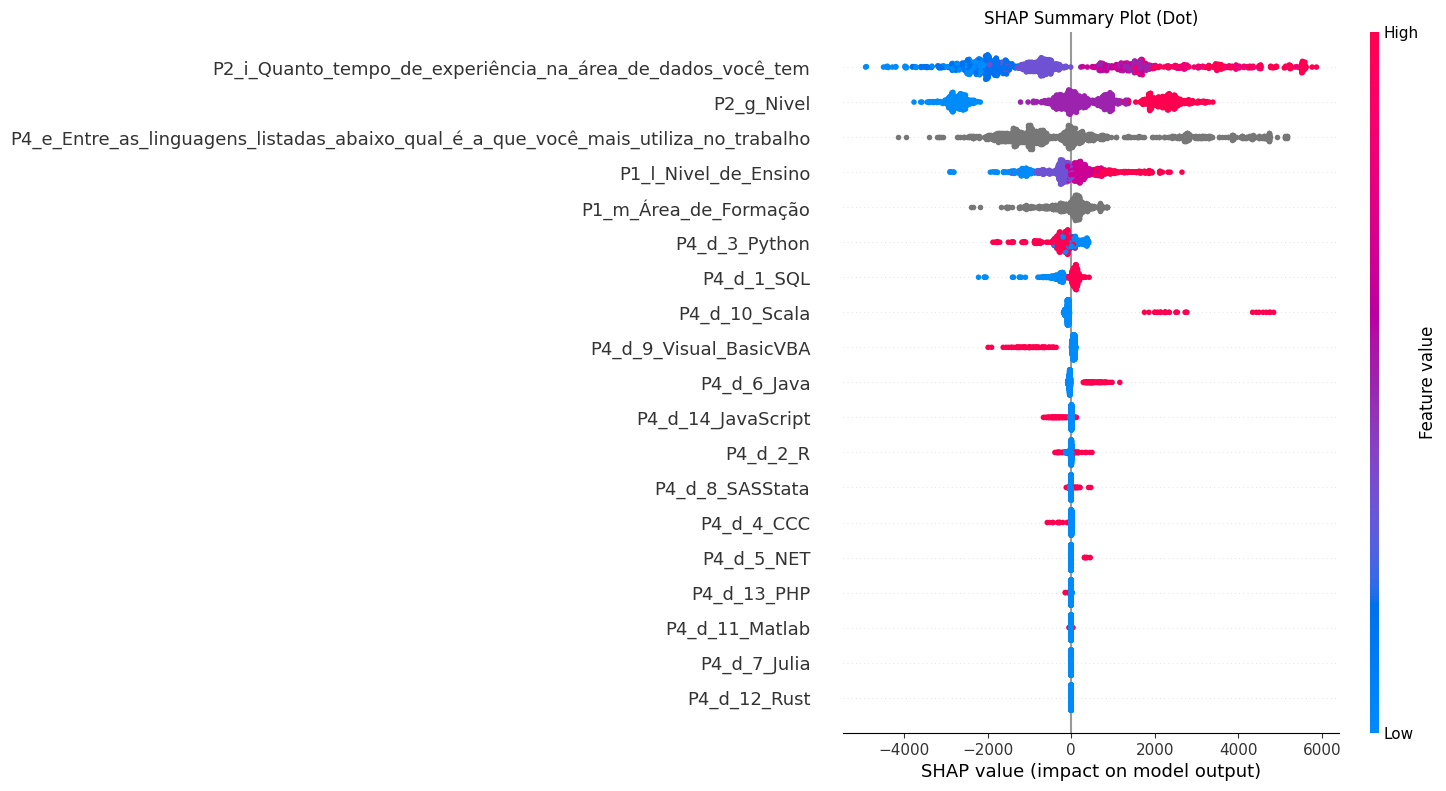 SHAP Summary Plot (Dot)
High
P2_i_Quanto_tempo_de_experiência_na_área_de_dados_você_tem
P2_g_Nivel
P4_e_Entre_as_linguagens_listadas_abaixo_qual_é_a_que_você_mais_utiliza_no_trabalho
P1_l_Nivel_de_Ensino
P1_m_Área_de_Formação
P4_d_3_Python
P4_d_1_SQL
P4_d_10_Scala
P4_d_9_Visual_BasicVBA
P4_d_6_Java
P4_d_14_JavaScript
P4_d_2_R
P4_d_8_SASStata
P4_d_4_CCC
P4_d_5_NET
P4_d_13_PHP
P4_d_11_Matlab
P4_d_7_Julia
P4_d_12_Rust
Feature value
Low
−4000 −2000 0 2000 4000 6000
SHAP value (impact on model output)